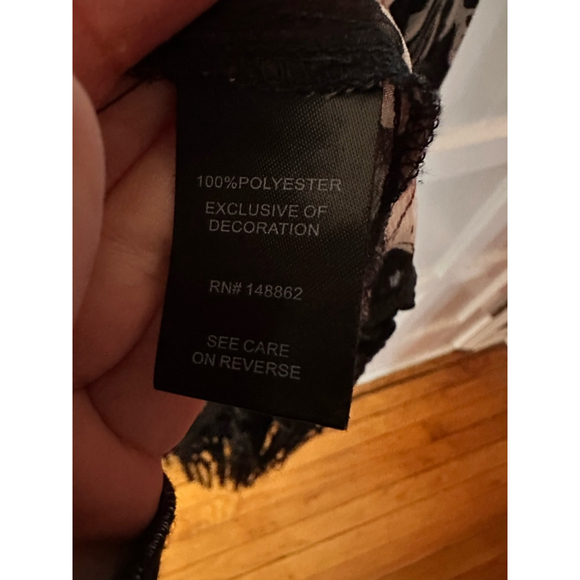 100%POLYESTER
EXCLUSIVE OF
DECORATION
RN# 148862
SEE CARE
ON REVERSE